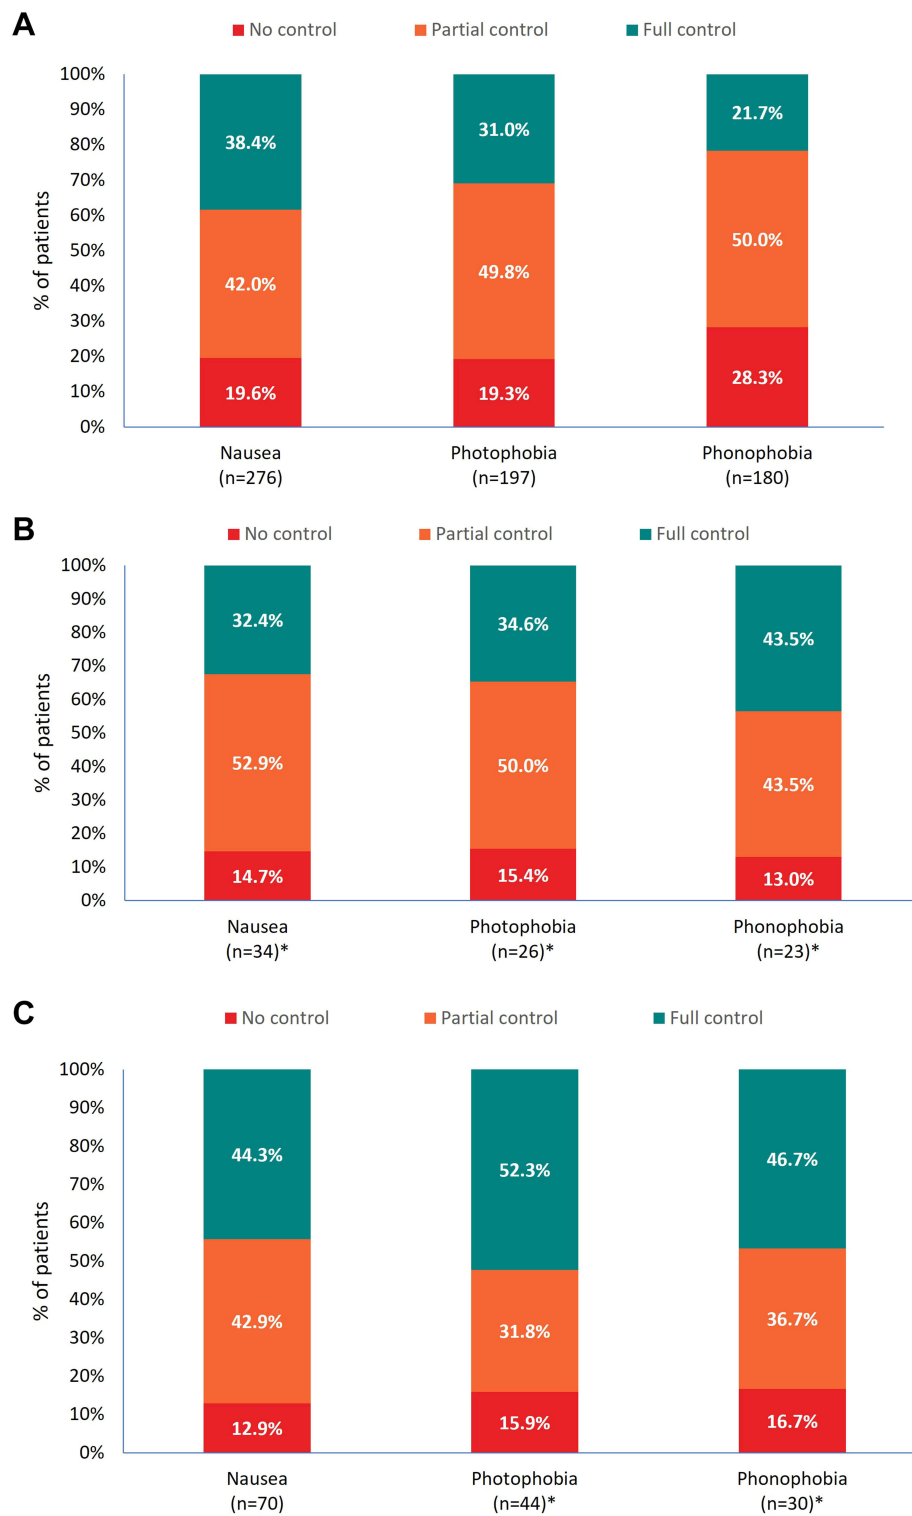 A
No control Partial control Full control
100%
90%
80%
70%
60%
50%
40%
30%
20%
10%
0%
% of patients
38.4% 31.0% 21.7%
42.0% 49.8% 50.0%
19.6% 19.3% 28.3%
Nausea Photophobia Phonophobia
(n=276) (n=197) (n=180)
B
No control Partial control Full control
100%
90%
80%
70%
60%
50%
40%
30%
20%
10%
0%
% of patients
32.4% 34.6% 43.5%
52.9% 50.0% 43.5%
14.7% 15.4% 13.0%
Nausea Photophobia Phonophobia
(n=34)* (n=26)* (n=23)*
C
No control Partial control Full control
100%
90%
80%
70%
60%
50%
40%
30%
20%
10%
0%
% of patients
44.3% 52.3% 46.7%
42.9% 31.8% 36.7%
12.9% 15.9% 16.7%
Nausea Photophobia Phonophobia
(n=70) (n=44)* (n=30)*